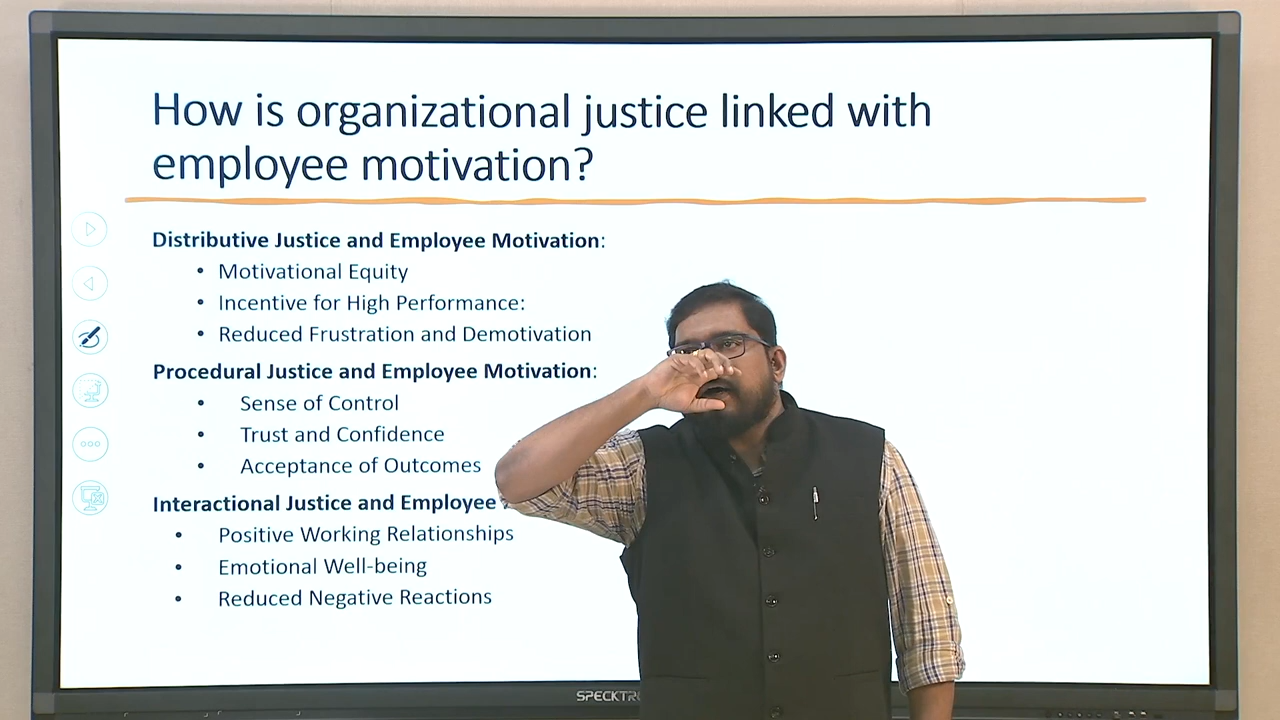 How is organizational justice linked with
employee motivation?
Distributive Justice and Employee Motivation:
• Motivational Equity
• Incentive for High Performance:
• Reduced Frustration and Demotivation
Procedural Justice and Employee Motivation:
• Sense of Control
• Trust and Confidence
• Acceptance of Outcomes
Interactional Justice and Employee
• Positive Working Relationships
• Emotional Well-being
• Reduced Negative Reactions
SPECKTR